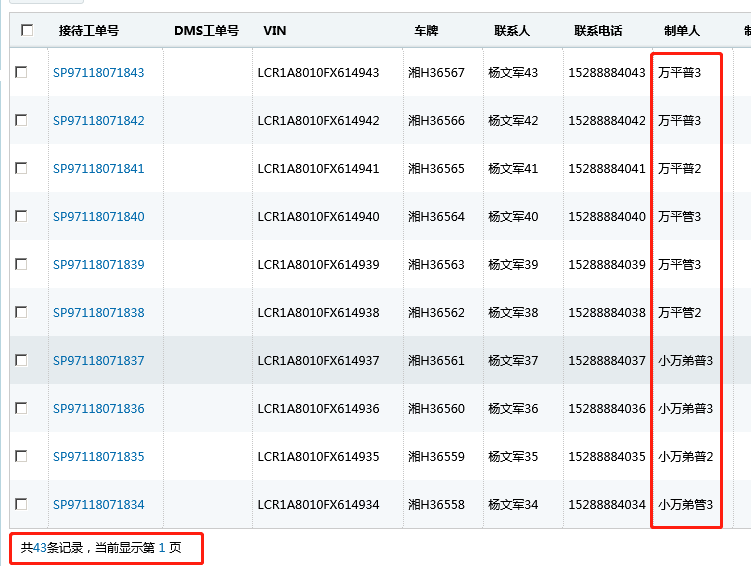 接待工单号 DMS工单号 VIN 车牌 联系人 联系电话 制单人
SP97118071843 LCR1A8010FX614943 湘H36567 杨文军43 15288884043 万平普3
SP97118071842 LCR1A8010FX614942 湘H36566 杨文军42 15288884042 万平普3
SP97118071841 LCR1A8010FX614941 湘H36565 杨文军41 15288884041 万平普2
SP97118071840 LCR1A8010FX614940 湘H36564 杨文军40 15288884040 万平管3
SP97118071839 LCR1A8010FX614939 湘H36563 杨文军39 15288884039 万平管3
SP97118071838 LCR1A8010FX614938 湘H36562 杨文军38 15288884038 万平管2
SP97118071837 LCR1A8010FX614937 湘H36561 杨文军37 15288884037 小万弟普3
SP97118071836 LCR1A8010FX614936 湘H36560 杨文军36 15288884036 小万弟普3
SP97118071835 LCR1A8010FX614935 湘H36559 杨文军35 15288884035 小万弟普2
SP97118071834 LCR1A8010FX614934 湘H36558 杨文军34 15288884034 小万弟管3
共43条记录，当前显示第 1 页